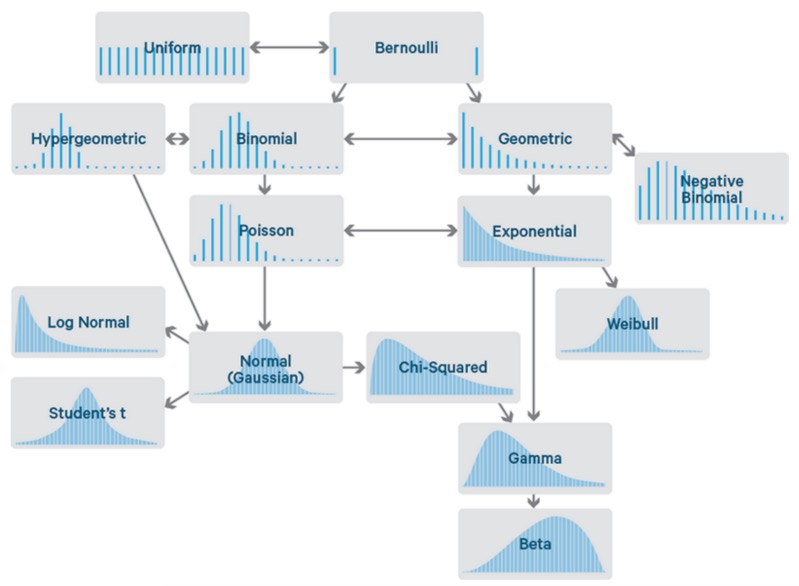 Uniform
Bernoulli
Hypergeometric
Binomial
Geometric
Negative
Binomial
Poisson
Exponential
Log Normal
Weibull
Normal
(Gaussian)
Chi-Squared
Student's t
Gamma
Beta